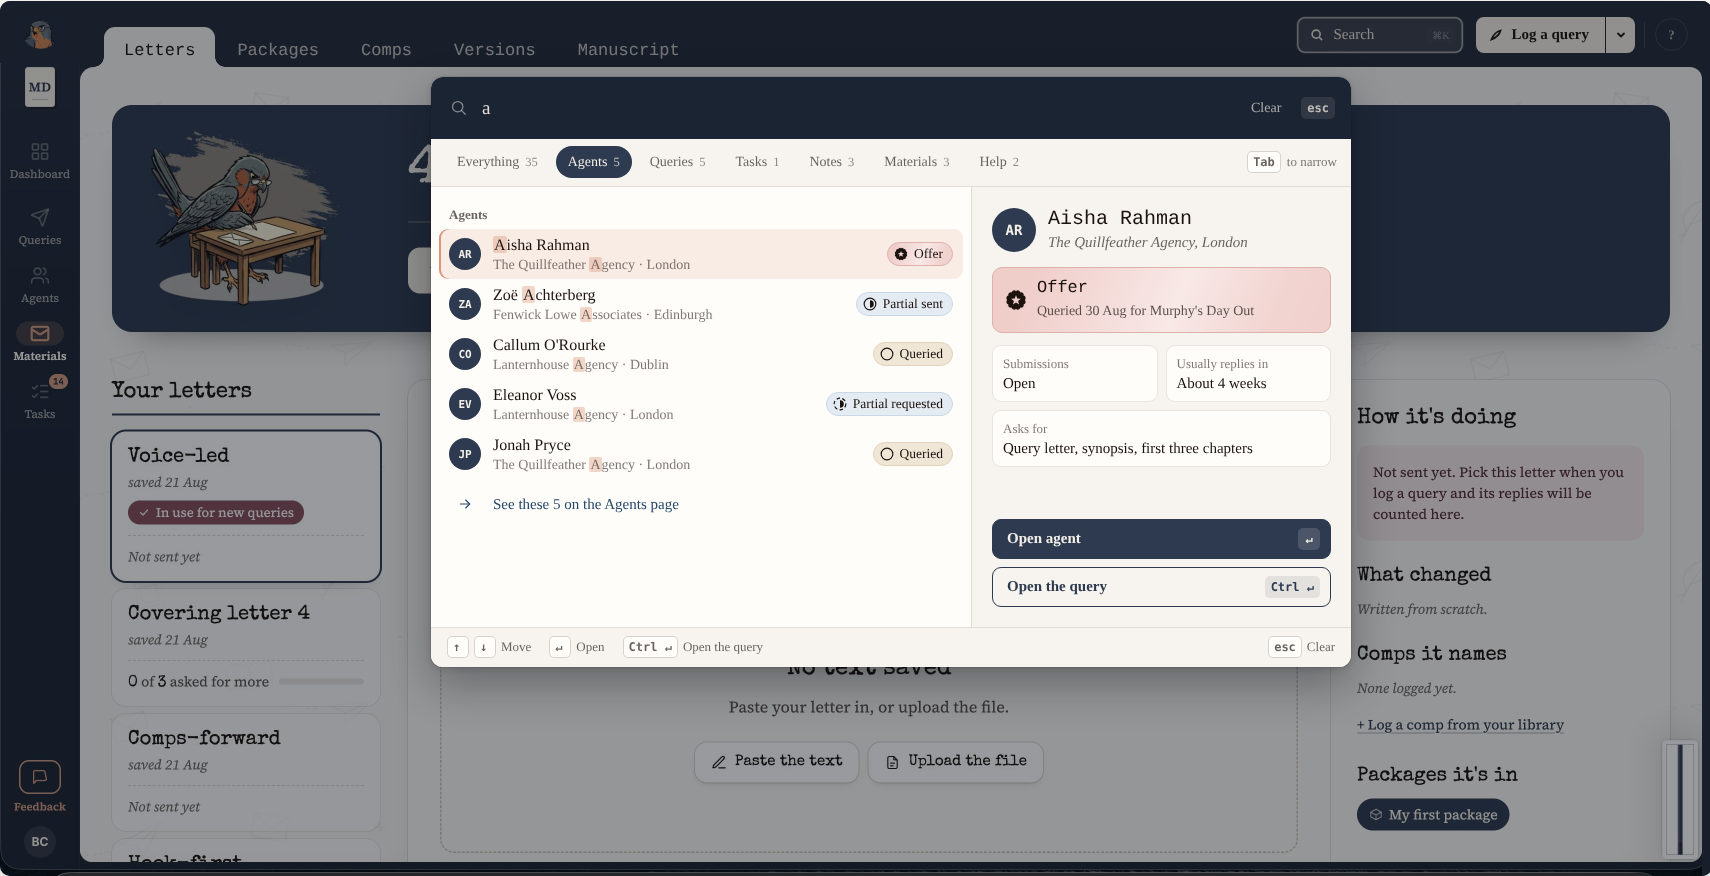 Letters
Packages
Comps
Versions
Manuscript
Search ⌘K
Log a query
?
MD
Dashboard
Queries
Agents
Materials
14
Tasks
Feedback
BC
a
Clear esc
Everything 35
Agents 5
Queries 5
Tasks 1
Notes 3
Materials 3
Help 2
Tab to narrow
Agents
AR
Aisha Rahman
The Quillfeather Agency · London
Offer
ZA
Zoë Achterberg
Fenwick Lowe Associates · Edinburgh
Partial sent
CO
Callum O'Rourke
Lanternhouse Agency · Dublin
Queried
EV
Eleanor Voss
Lanternhouse Agency · London
Partial requested
JP
Jonah Pryce
The Quillfeather Agency · London
Queried
→ See these 5 on the Agents page
AR
Aisha Rahman
The Quillfeather Agency, London
Offer
Queried 30 Aug for Murphy's Day Out
Submissions
Open
Usually replies in
About 4 weeks
Asks for
Query letter, synopsis, first three chapters
Open agent ↵
Open the query Ctrl ↵
↑ ↓ Move ↵ Open Ctrl ↵ Open the query
esc Clear
4
Your letters
Voice-led
saved 21 Aug
In use for new queries
Not sent yet
Covering letter 4
saved 21 Aug
0 of 3 asked for more
Comps-forward
saved 21 Aug
Not sent yet
Hook-first
No text saved
Paste your letter in, or upload the file.
Paste the text
Upload the file
How it's doing
Not sent yet. Pick this letter when you
log a query and its replies will be
counted here.
What changed
Written from scratch.
Comps it names
None logged yet.
+ Log a comp from your library
Packages it's in
My first package